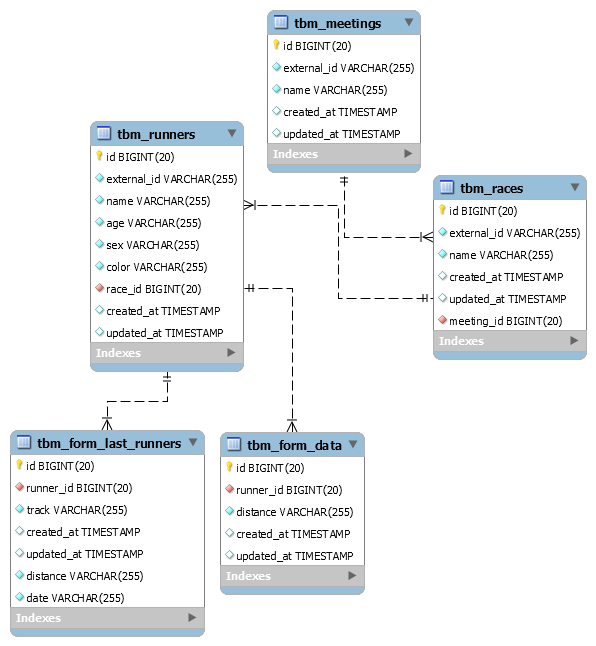 tbm_meetings
id BIGINT(20)
external_id VARCHAR(255)
name VARCHAR(255)
created_at TIMESTAMP
updated_at TIMESTAMP
Indexes
tbm_runners
id BIGINT(20)
external_id VARCHAR(255)
name VARCHAR(255)
age VARCHAR(255)
sex VARCHAR(255)
color VARCHAR(255)
race_id BIGINT(20)
created_at TIMESTAMP
updated_at TIMESTAMP
Indexes
tbm_races
id BIGINT(20)
external_id VARCHAR(255)
name VARCHAR(255)
created_at TIMESTAMP
updated_at TIMESTAMP
meeting_id BIGINT(20)
Indexes
tbm_form_last_runners
id BIGINT(20)
runner_id BIGINT(20)
track VARCHAR(255)
created_at TIMESTAMP
updated_at TIMESTAMP
distance VARCHAR(255)
date VARCHAR(255)
Indexes
tbm_form_data
id BIGINT(20)
runner_id BIGINT(20)
distance VARCHAR(255)
created_at TIMESTAMP
updated_at TIMESTAMP
Indexes